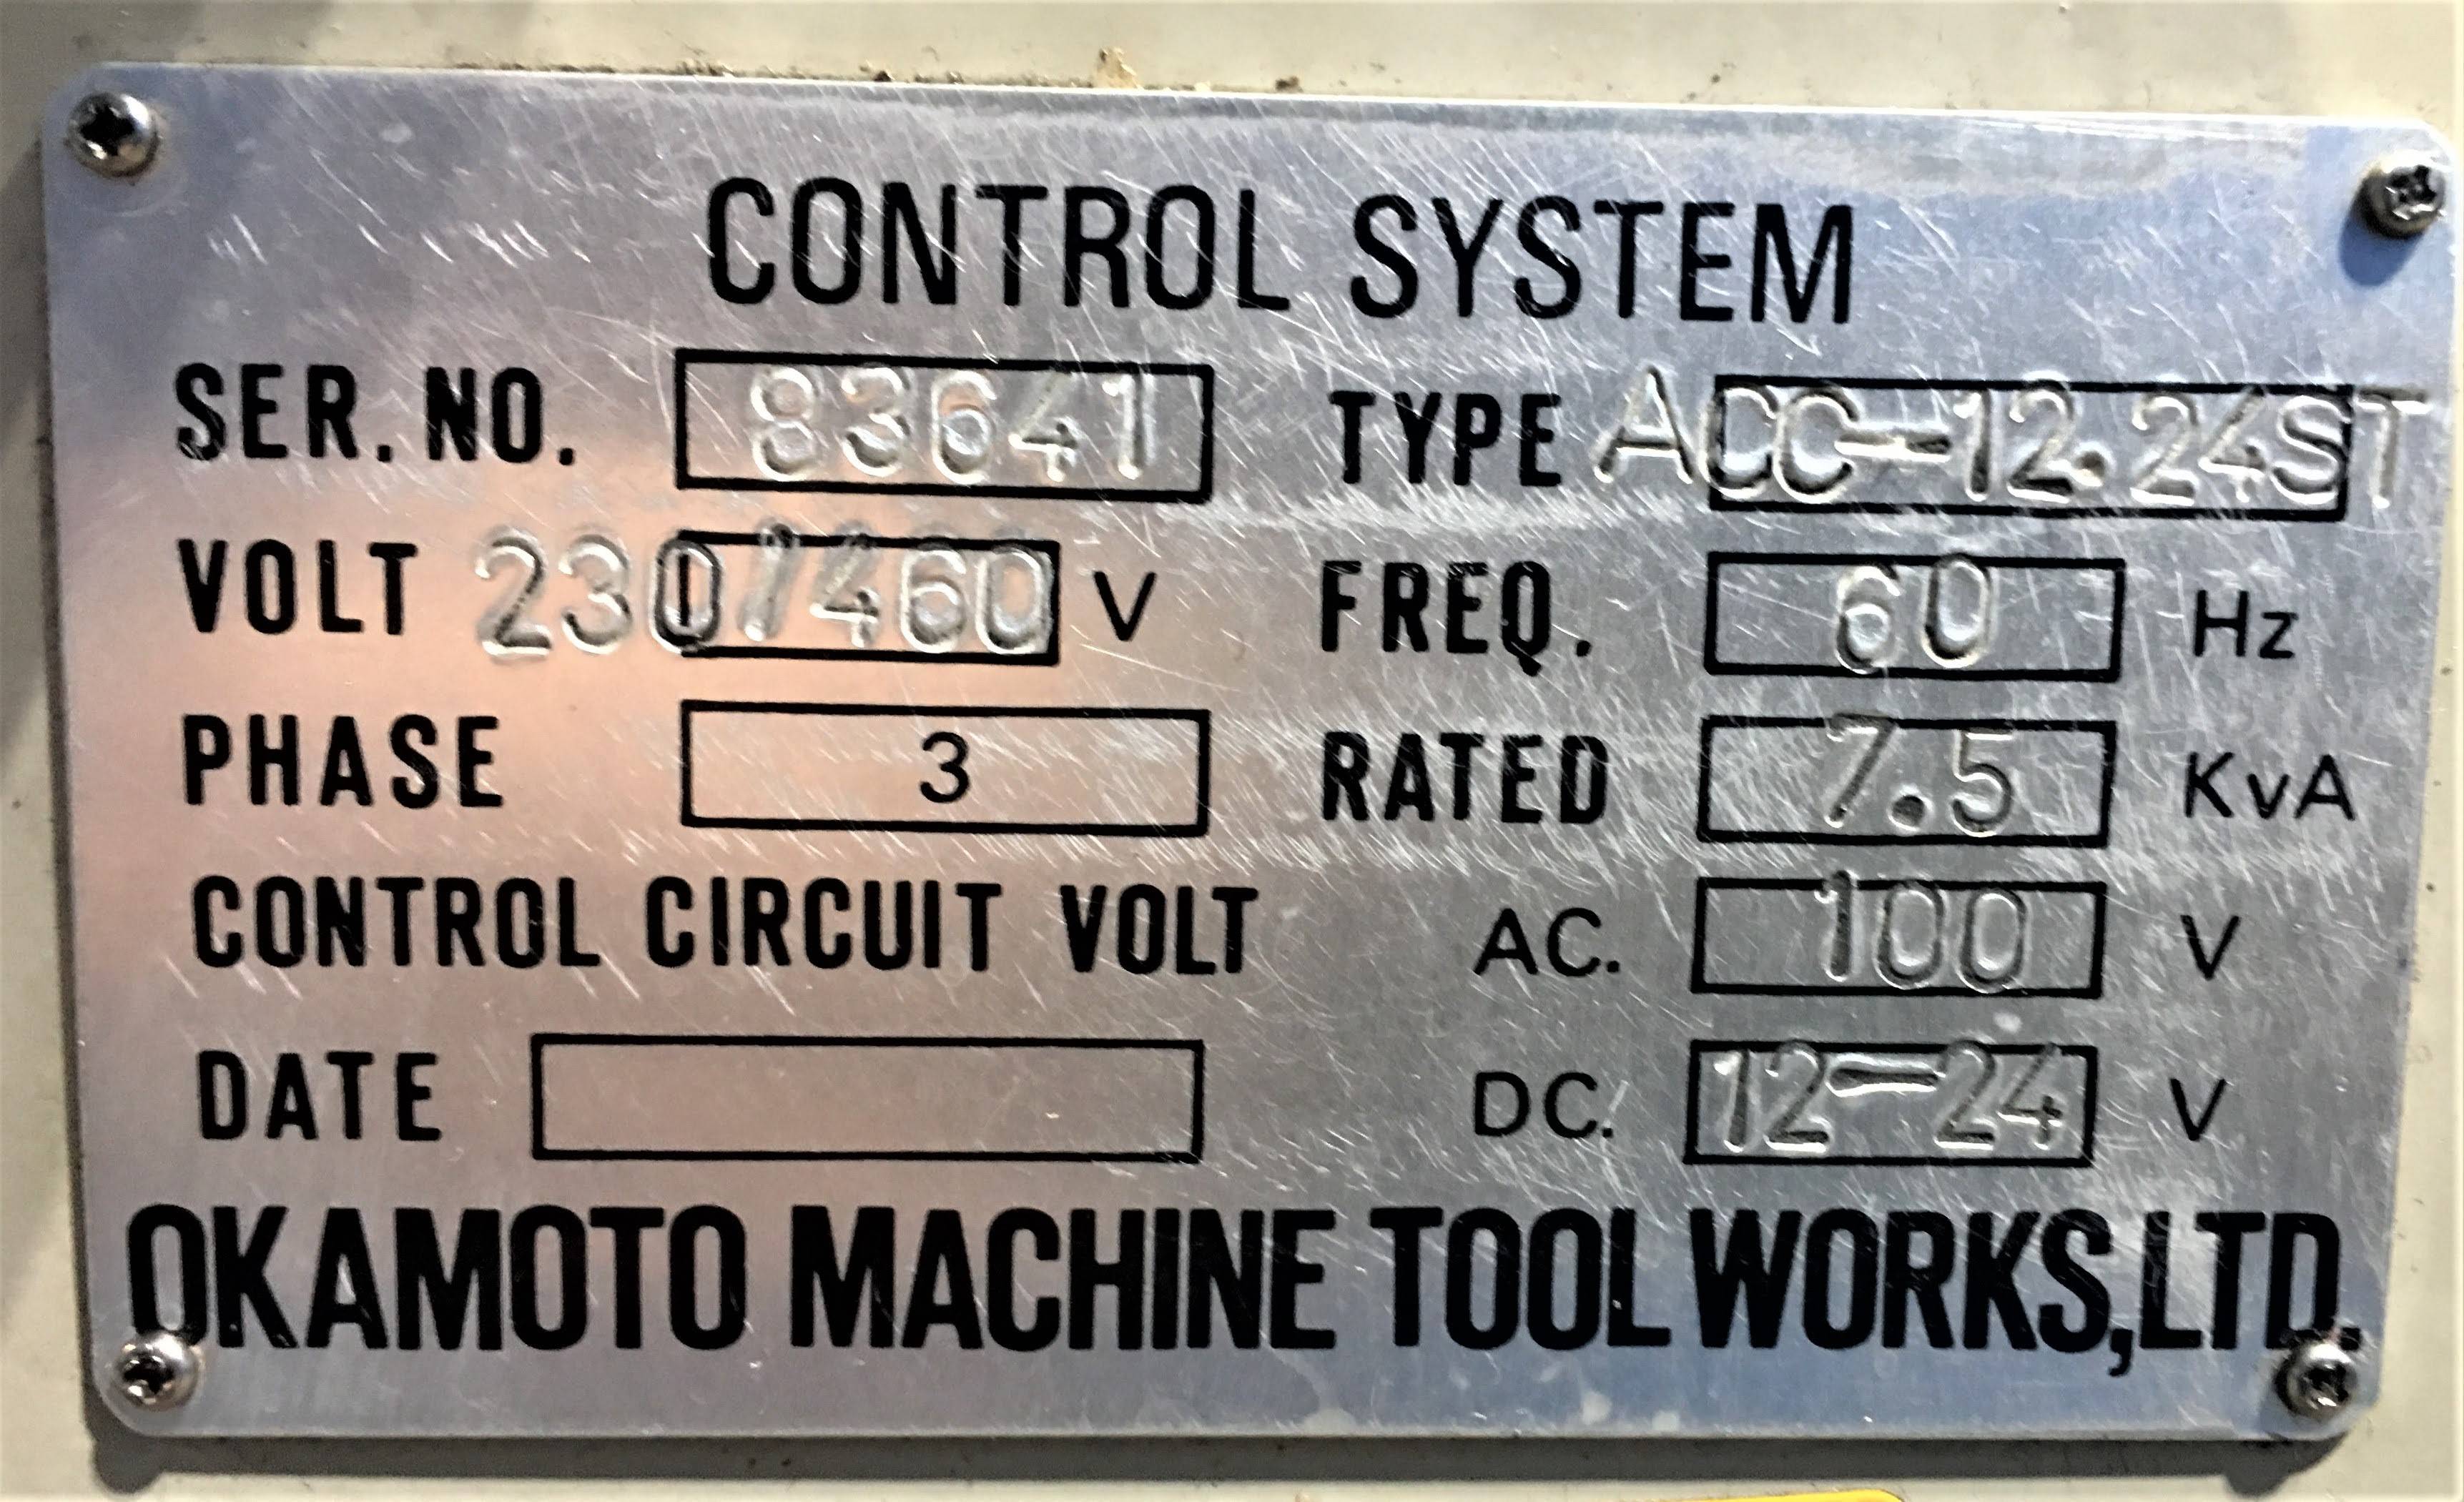 CONTROL SYSTEM
SER. NO. 83641 TYPE ACC-12.24ST
VOLT 230/460 V FREQ. 60 Hz
PHASE 3 RATED 7.5 KvA
CONTROL CIRCUIT VOLT AC. 100 V
DATE DC. 12-24 V
OKAMOTO MACHINE TOOL WORKS, LTD.